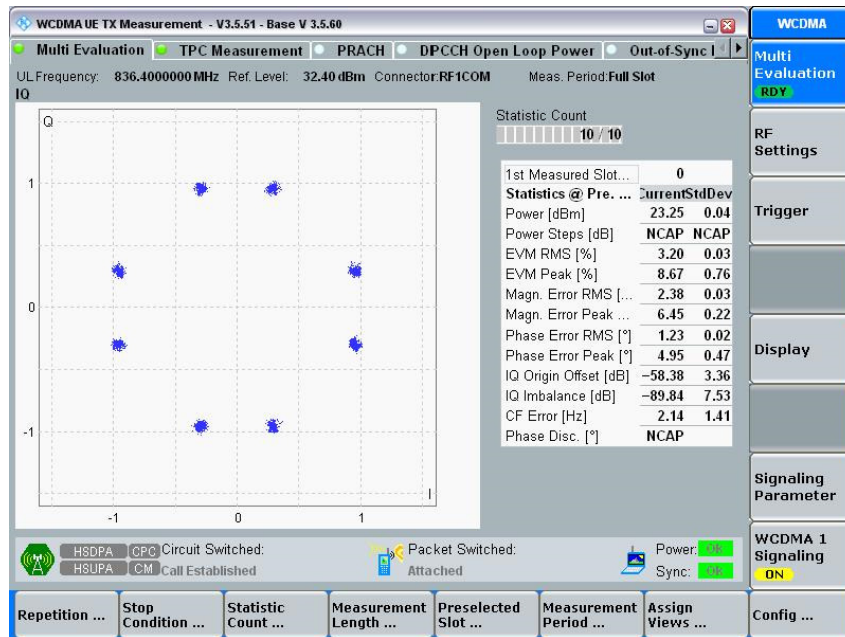 WCDMA UE TX Measurement - V3.5.51 - Base V 3.5.60
WCDMA
Multi Evaluation TPC Measurement PRACH DPCCH Open Loop Power Out-of-Sync
Multi Evaluation
RDY
UL Frequency: 836.4000000 MHz Ref. Level: 32.40 dBm Connector: RF1COM Meas. Period: Full Slot
IQ
Q
1
0
-1
-1 0 1
I
Statistic Count
10 / 10
1st Measured Slot... 0
Statistics @ Pre. ... Current StdDev
Power [dBm] 23.25 0.04
Power Steps [dB] NCAP NCAP
EVM RMS [%] 3.20 0.03
EVM Peak [%] 8.67 0.76
Magn. Error RMS [... 2.38 0.03
Magn. Error Peak ... 6.45 0.22
Phase Error RMS [°] 1.23 0.02
Phase Error Peak [°] 4.95 0.47
IQ Origin Offset [dB] −58.38 3.36
IQ Imbalance [dB] −89.84 7.53
CF Error [Hz] 2.14 1.41
Phase Disc. [°] NCAP
RF Settings
Trigger
Display
Signaling Parameter
WCDMA 1 Signaling
ON
HSDPA CPC Circuit Switched:
HSUPA CM Call Established
Packet Switched:
Attached
Power: OK
Sync: OK
Repetition ...
Stop Condition ...
Statistic Count ...
Measurement Length ...
Preselected Slot ...
Measurement Period ...
Assign Views ...
Config ...